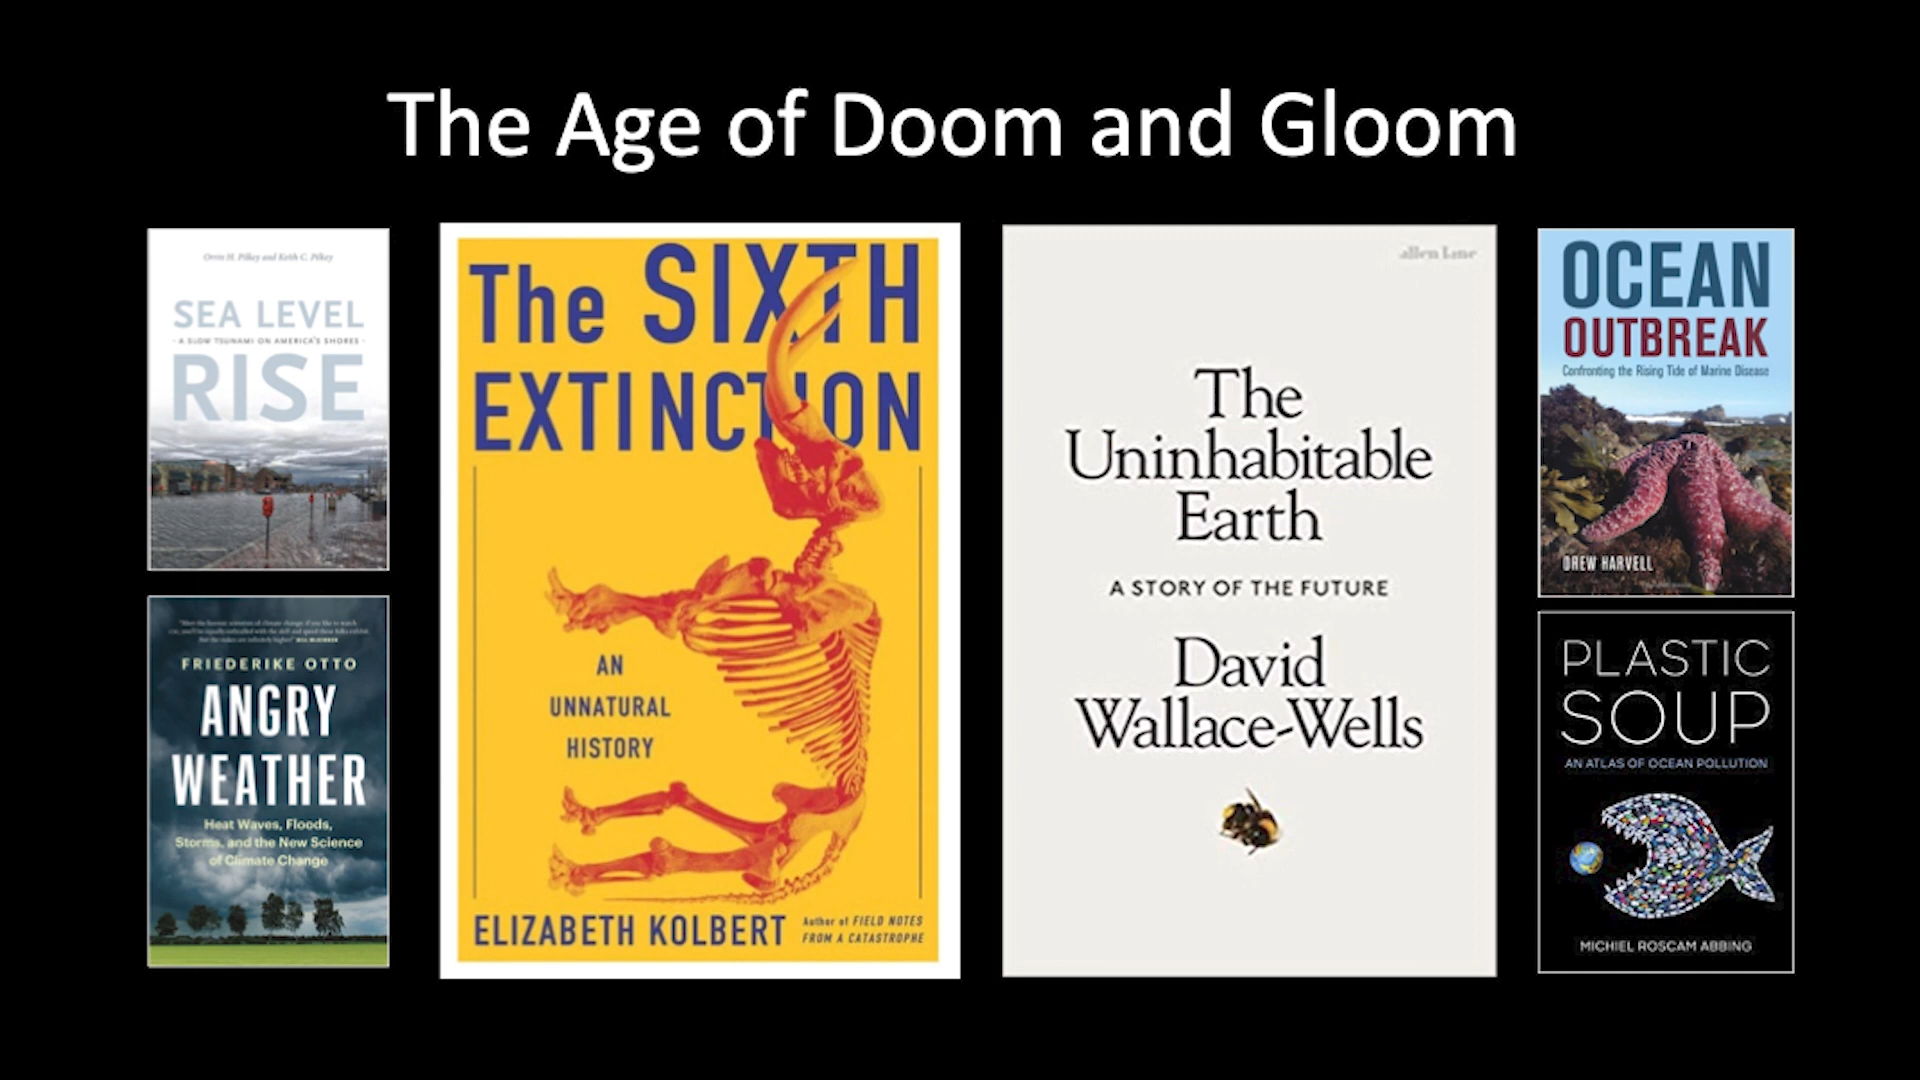 The Age of Doom and Gloom
Orrin H. Pilkey and Keith C. Pilkey
SEA LEVEL
- A SLOW TSUNAMI ON AMERICA'S SHORES -
RISE
FRIEDERIKE OTTO
ANGRY
WEATHER
Heat Waves, Floods,
Storms, and the New Science
of Climate Change
The SIXTH
EXTINCTION
AN
UNNATURAL
HISTORY
ELIZABETH KOLBERT
Author of FIELD NOTES
FROM A CATASTROPHE
allen lane
The
Uninhabitable
Earth
A STORY OF THE FUTURE
David
Wallace-Wells
OCEAN
OUTBREAK
Confronting the Rising Tide of Marine Disease
DREW HARVELL
PLASTIC
SOUP
AN ATLAS OF OCEAN POLLUTION
MICHIEL ROSCAM ABBING